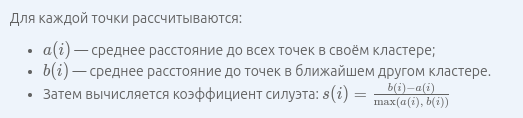 Для каждой точки рассчитываются:
• a(i) — среднее расстояние до всех точек в своём кластере;
• b(i) — среднее расстояние до точек в ближайшем другом кластере.
• Затем вычисляется коэффициент силуэта: s(i) = \frac{b(i)-a(i)}{\max(a(i), b(i))}